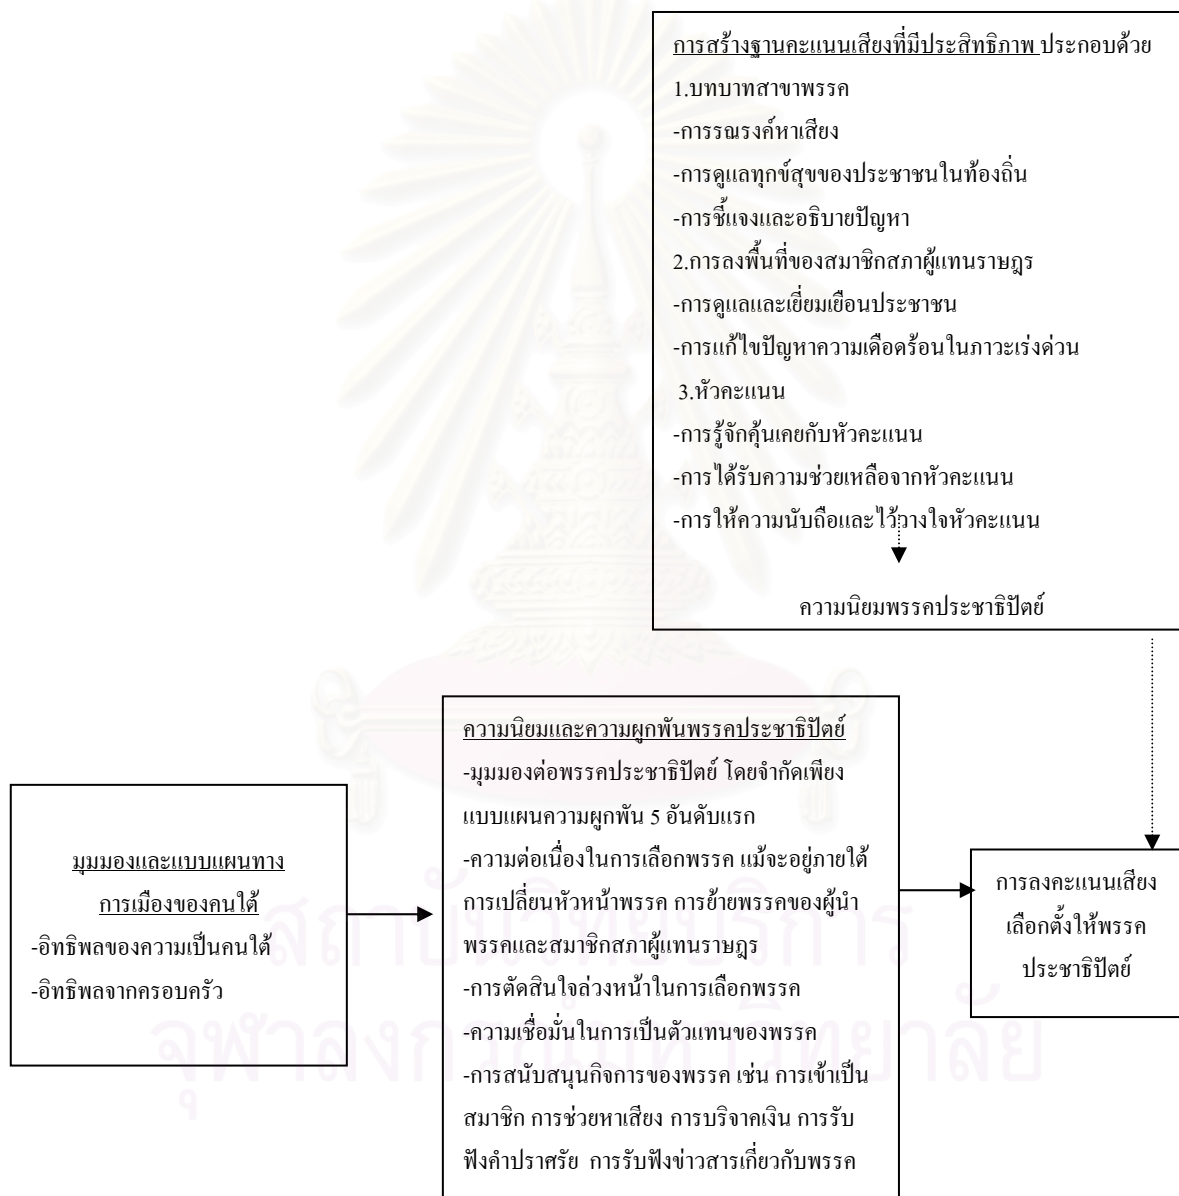 การสร้างฐานคะแนนเสียงที่มีประสิทธิภาพ ประกอบด้วย
1.บทบาทสาขาพรรค
-การรณรงค์หาเสียง
-การดูแลทุกข์สุขของประชาชนในท้องถิ่น
-การชี้แจงและอธิบายปัญหา
2.การลงพื้นที่ของสมาชิกสภาผู้แทนราษฎร
-การดูแลและเยี่ยมเยือนประชาชน
-การแก้ไขปัญหาความเดือดร้อนในภาวะเร่งด่วน
3.หัวคะแนน
-การรู้จักคุ้นเคยกับหัวคะแนน
-การได้รับความช่วยเหลือจากหัวคะแนน
-การให้ความนับถือและไว้วางใจหัวคะแนน
ความนิยมพรรคประชาธิปัตย์
มุมมองและแบบแผนทาง
การเมืองของคนใต้
-อิทธิพลของความเป็นคนใต้
-อิทธิพลจากครอบครัว
ความนิยมและความผูกพันพรรคประชาธิปัตย์
-มุมมองต่อพรรคประชาธิปัตย์ โดยจำกัดเพียง
แบบแผนความผูกพัน 5 อันดับแรก
-ความต่อเนื่องในการเลือกพรรค แม้จะอยู่ภายใต้
การเปลี่ยนหัวหน้าพรรค การย้ายพรรคของผู้นำ
พรรคและสมาชิกสภาผู้แทนราษฎร
-การตัดสินใจล่วงหน้าในการเลือกพรรค
-ความเชื่อมั่นในการเป็นตัวแทนของพรรค
-การสนับสนุนกิจการของพรรค เช่น การเข้าเป็น
สมาชิก การช่วยหาเสียง การบริจาคเงิน การรับ
ฟังคำปราศรัย การรับฟังข่าวสารเกี่ยวกับพรรค
การลงคะแนนเสียง
เลือกตั้งให้พรรค
ประชาธิปัตย์
สถาบันวิทยบริการ
จุฬาลงกรณ์มหาวิทยาลัย